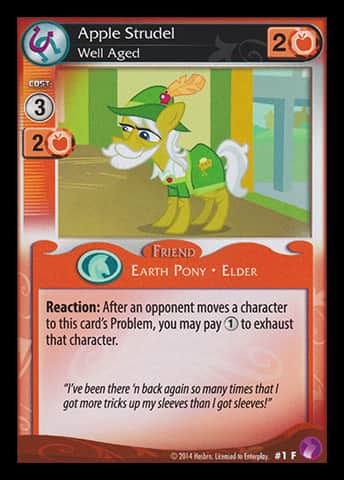 Apple Strudel
Well Aged
2
COST:
3
2
FRIEND
EARTH PONY • ELDER
Reaction: After an opponent moves a character
to this card's Problem, you may pay 1 to exhaust
that character.
"I've been there 'n back again so many times that I
got more tricks up my sleeves than I got sleeves!"
© 2014 Hasbro. Licensed to Enterplay. #1 F